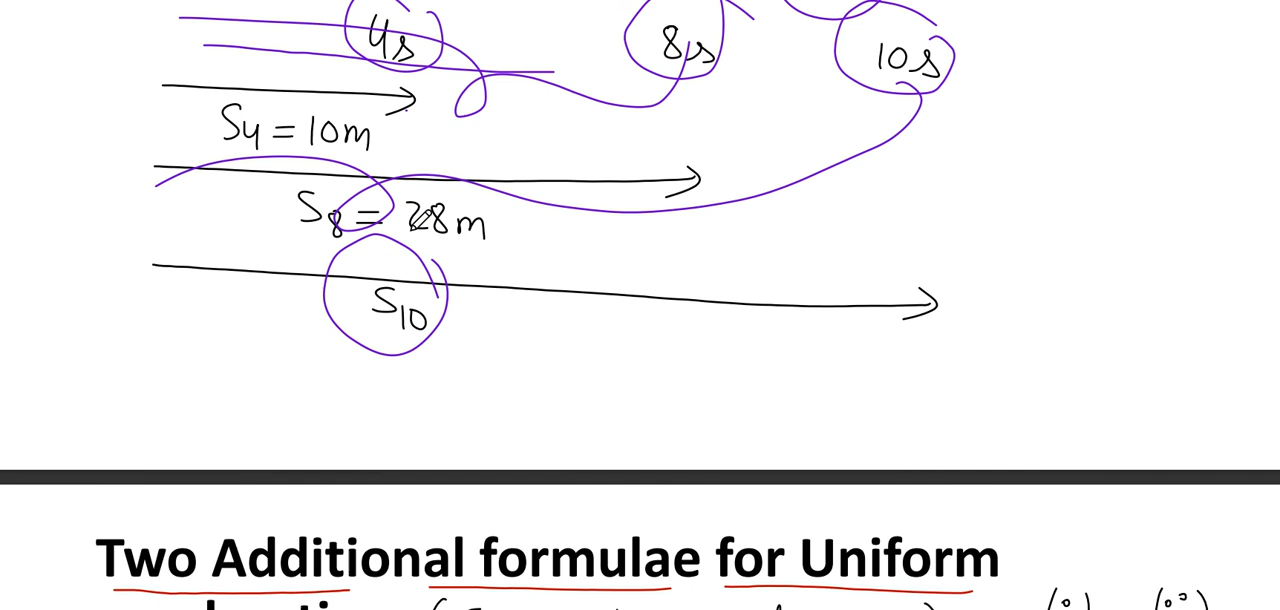 4s 8s 10s
S4 = 10m
S8 = 28m
S10
Two Additional formulae for Uniform